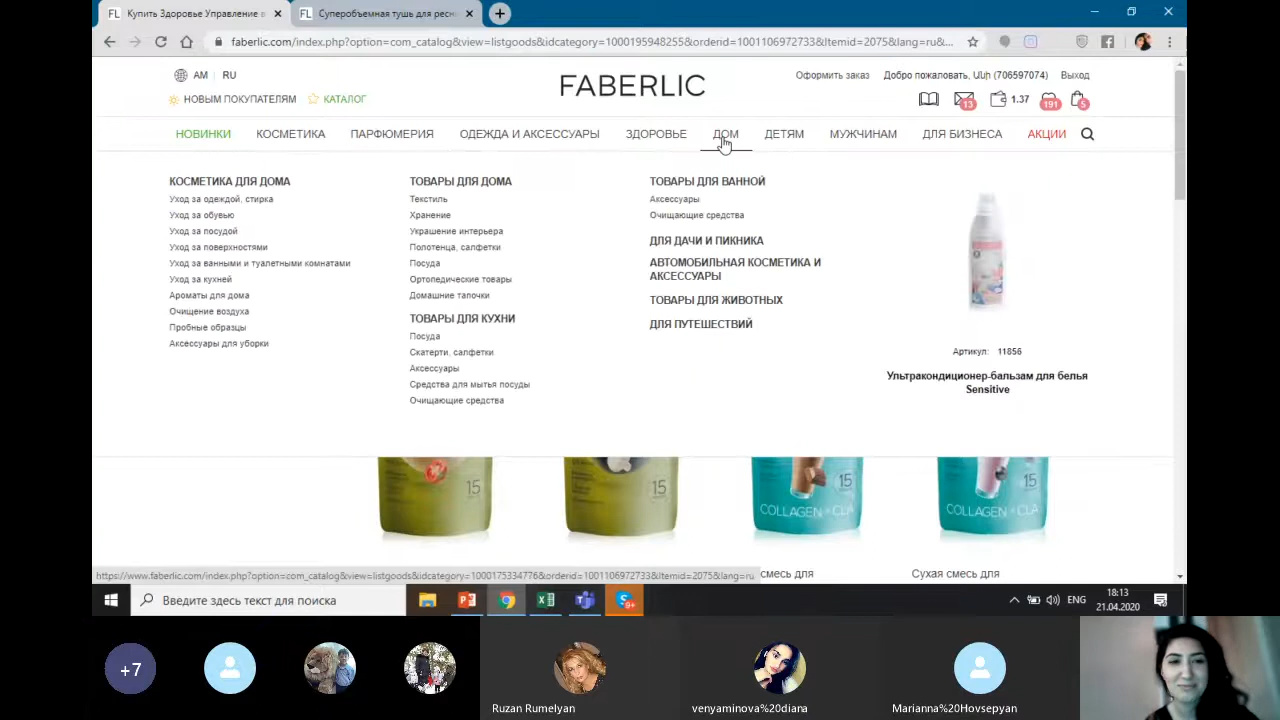 FL Купить Здоровье Управление в
FL Суперобъемная тушь для ресн
faberlic.com/index.php?option=com_catalog&view=listgoods&idcategory=1000195948255&orderid=1001106972733&Itemid=2075&lang=ru&...
AM | RU
FABERLIC
Оформить заказ Добро пожаловать, Անի (706597074) Выход
НОВЫМ ПОКУПАТЕЛЯМ КАТАЛОГ
13 1.37 191 5
НОВИНКИ КОСМЕТИКА ПАРФЮМЕРИЯ ОДЕЖДА И АКСЕССУАРЫ ЗДОРОВЬЕ ДОМ ДЕТЯМ МУЖЧИНАМ ДЛЯ БИЗНЕСА АКЦИИ
КОСМЕТИКА ДЛЯ ДОМА
Уход за одеждой, стирка
Уход за обувью
Уход за посудой
Уход за поверхностями
Уход за ванными и туалетными комнатами
Уход за кухней
Ароматы для дома
Очищение воздуха
Пробные образцы
Аксессуары для уборки
ТОВАРЫ ДЛЯ ДОМА
Текстиль
Хранение
Украшение интерьера
Полотенца, салфетки
Посуда
Ортопедические товары
Домашние тапочки
ТОВАРЫ ДЛЯ КУХНИ
Посуда
Скатерти, салфетки
Аксессуары
Средства для мытья посуды
Очищающие средства
ТОВАРЫ ДЛЯ ВАННОЙ
Аксессуары
Очищающие средства
ДЛЯ ДАЧИ И ПИКНИКА
АВТОМОБИЛЬНАЯ КОСМЕТИКА И
АКСЕССУАРЫ
ТОВАРЫ ДЛЯ ЖИВОТНЫХ
ДЛЯ ПУТЕШЕСТВИЙ
Артикул: 11856
Ультракондиционер-бальзам для белья
Sensitive
15
15
15
COLLAGEN + CLA
15
COLLAGEN + CLA
https://www.faberlic.com/index.php?option=com_catalog&view=listgoods&idcategory=1000175334776&orderid=1001106972733&Itemid=2075&lang=ru
смесь для
Сухая смесь для
Введите здесь текст для поиска
9+
ENG
18:13
21.04.2020
+7
Ruzan Rumelyan
venyaminova%20diana
Marianna%20Hovsepyan